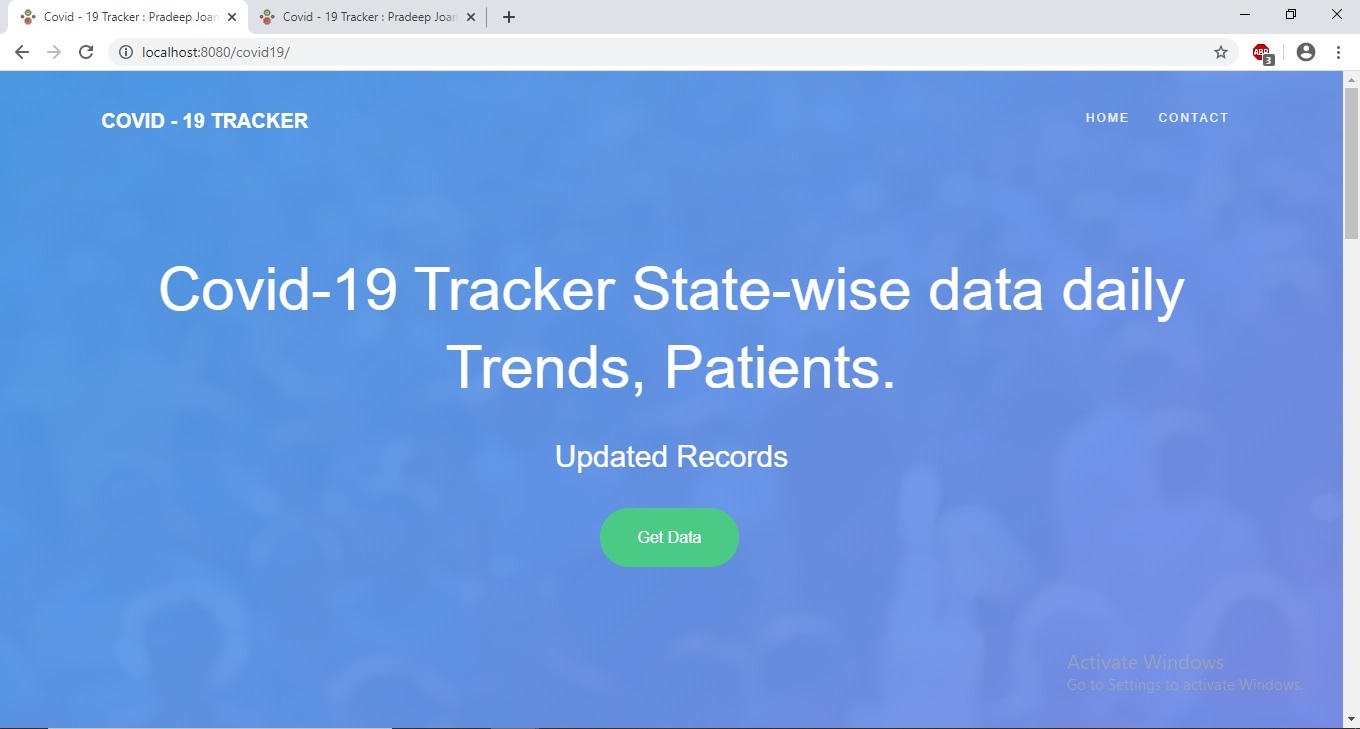 Covid - 19 Tracker : Pradeep Joan
Covid - 19 Tracker : Pradeep Joan
localhost:8080/covid19/
ABP
3
COVID - 19 TRACKER
HOME
CONTACT
Covid-19 Tracker State-wise data daily
Trends, Patients.
Updated Records
Get Data
Activate Windows
Go to Settings to activate Windows.